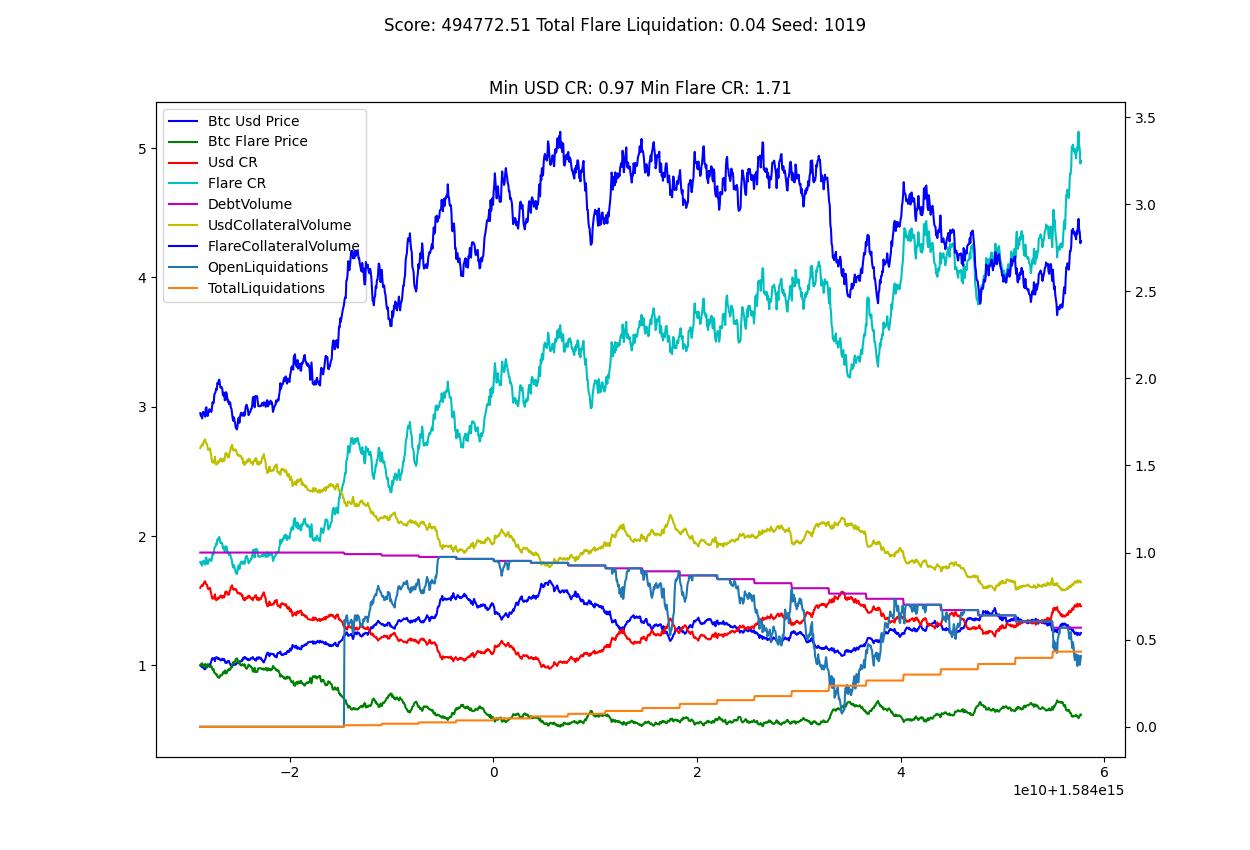 Score: 494772.51 Total Flare Liquidation: 0.04 Seed: 1019
Min USD CR: 0.97 Min Flare CR: 1.71
Btc Usd Price
Btc Flare Price
Usd CR
Flare CR
DebtVolume
UsdCollateralVolume
FlareCollateralVolume
OpenLiquidations
TotalLiquidations
5
4
3
2
1
3.5
3.0
2.5
2.0
1.5
1.0
0.5
0.0
−2
0
2
4
6
1e10+1.584e15